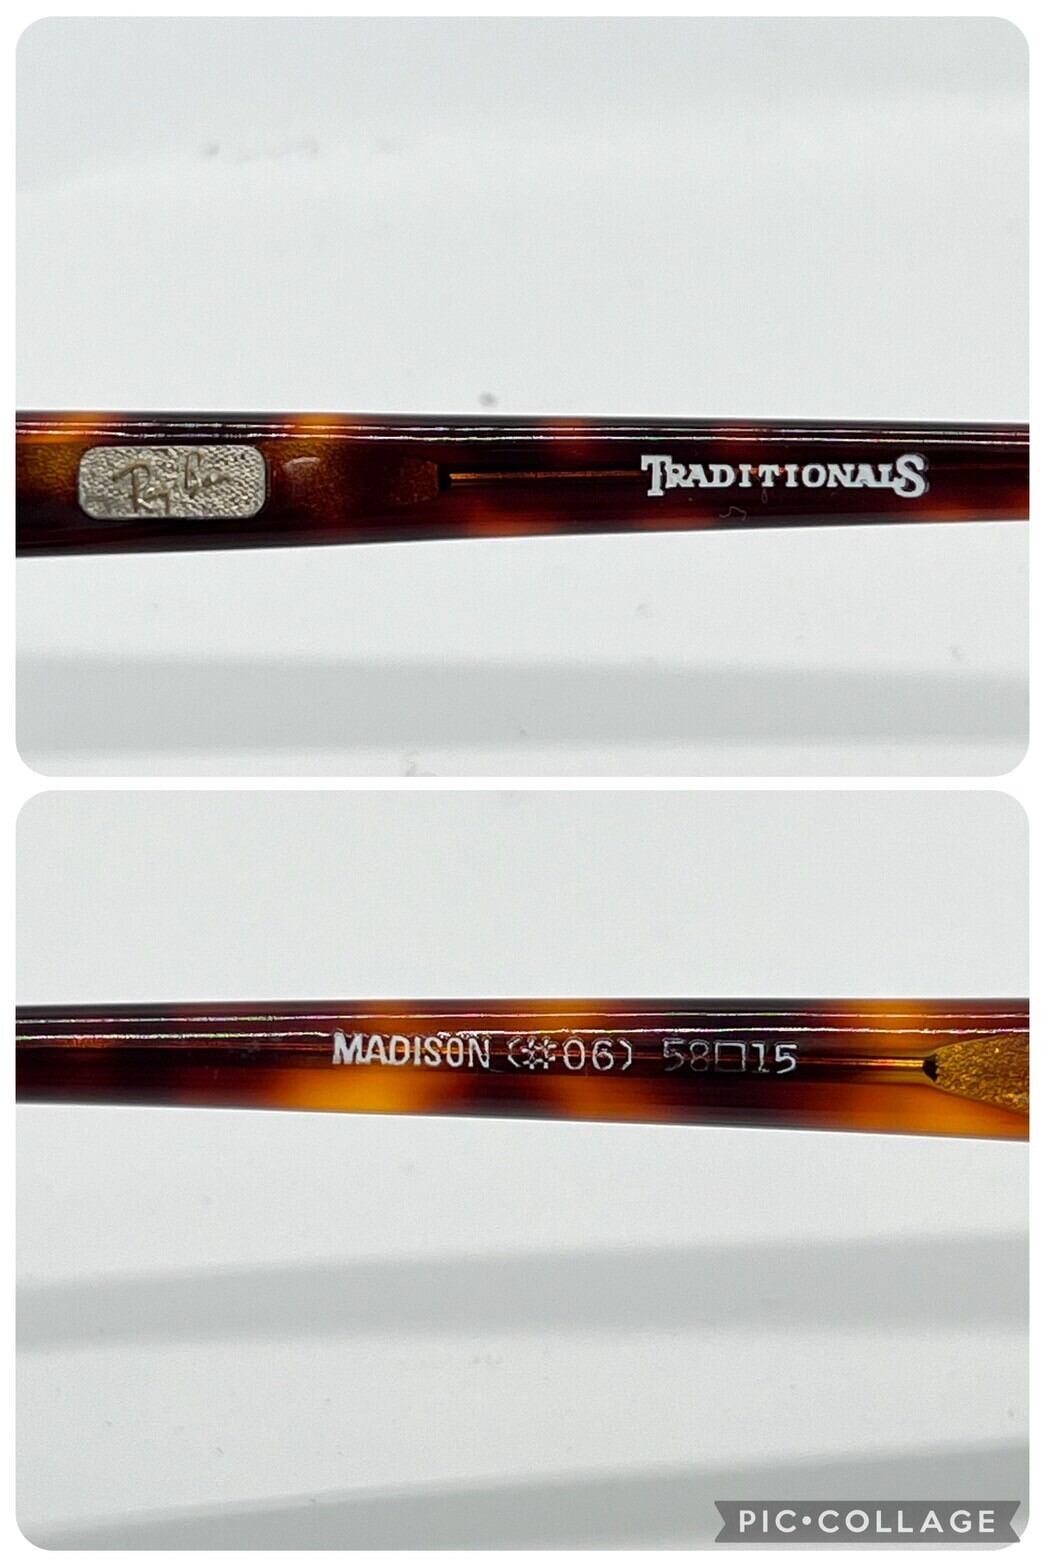 Ray-Ban
TRADITIONALS
MADISON (#06) 58□15
PIC•COLLAGE